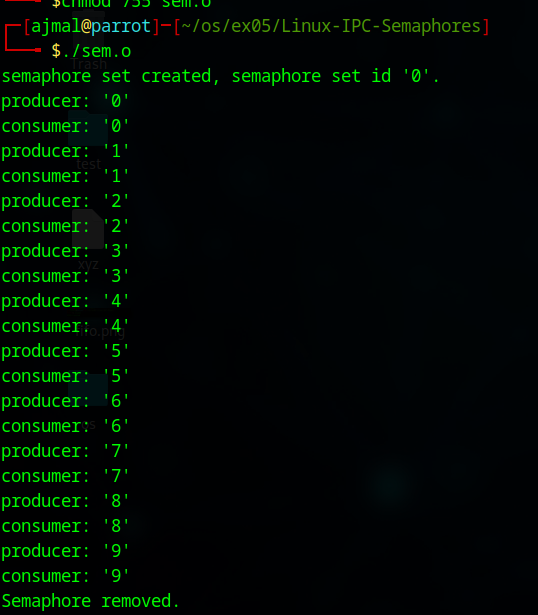 $chmod 755 sem.o
[ajmal@parrot]-[~/os/ex05/Linux-IPC-Semaphores]
$./sem.o
semaphore set created, semaphore set id '0'.
producer: '0'
consumer: '0'
producer: '1'
consumer: '1'
producer: '2'
consumer: '2'
producer: '3'
consumer: '3'
producer: '4'
consumer: '4'
producer: '5'
consumer: '5'
producer: '6'
consumer: '6'
producer: '7'
consumer: '7'
producer: '8'
consumer: '8'
producer: '9'
consumer: '9'
Semaphore removed.